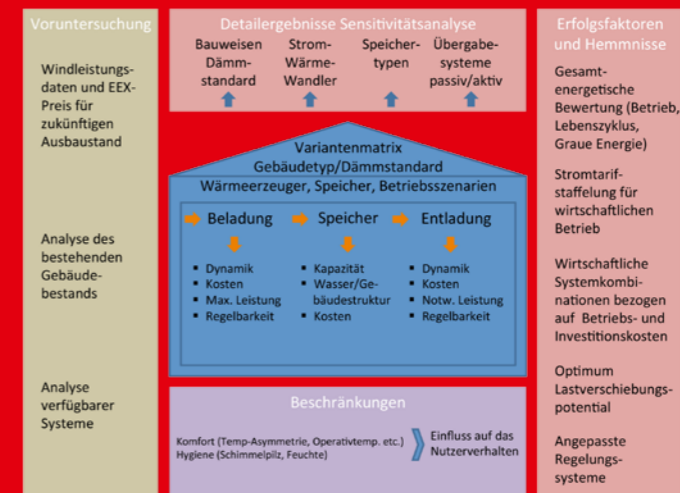 Voruntersuchung
Windleistungs-
daten und EEX-
Preis für
zukünftigen
Ausbaustand
Analyse des
bestehenden
Gebäude-
bestands
Analyse
verfügbarer
Systeme
Detailergebnisse Sensitivitätsanalyse
Bauweisen
Dämm-
standard
Strom-
Wärme-
Wandler
Speicher-
typen
Übergabe-
systeme
passiv/aktiv
Variantenmatrix
Gebäudetyp/Dämmstandard
Wärmeerzeuger, Speicher, Betriebsszenarien
Beladung
▪ Dynamik
▪ Kosten
▪ Max. Leistung
▪ Regelbarkeit
Speicher
▪ Kapazität
▪ Wasser/Ge-
bäudestruktur
▪ Kosten
Entladung
▪ Dynamik
▪ Kosten
▪ Notw. Leistung
▪ Regelbarkeit
Beschränkungen
Komfort (Temp-Asymmetrie, Operativtemp. etc.)
Hygiene (Schimmelpilz, Feuchte)
Einfluss auf das
Nutzerverhalten
Erfolgsfaktoren
und Hemmnisse
Gesamt-
energetische
Bewertung (Betrieb,
Lebenszyklus,
Graue Energie)
Stromtarif-
staffelung für
wirtschaftlichen
Betrieb
Wirtschaftliche
Systemkombi-
nationen bezogen
auf Betriebs- und
Investitionskosten
Optimum
Lastverschiebungs-
potential
Angepasste
Regelungs-
systeme